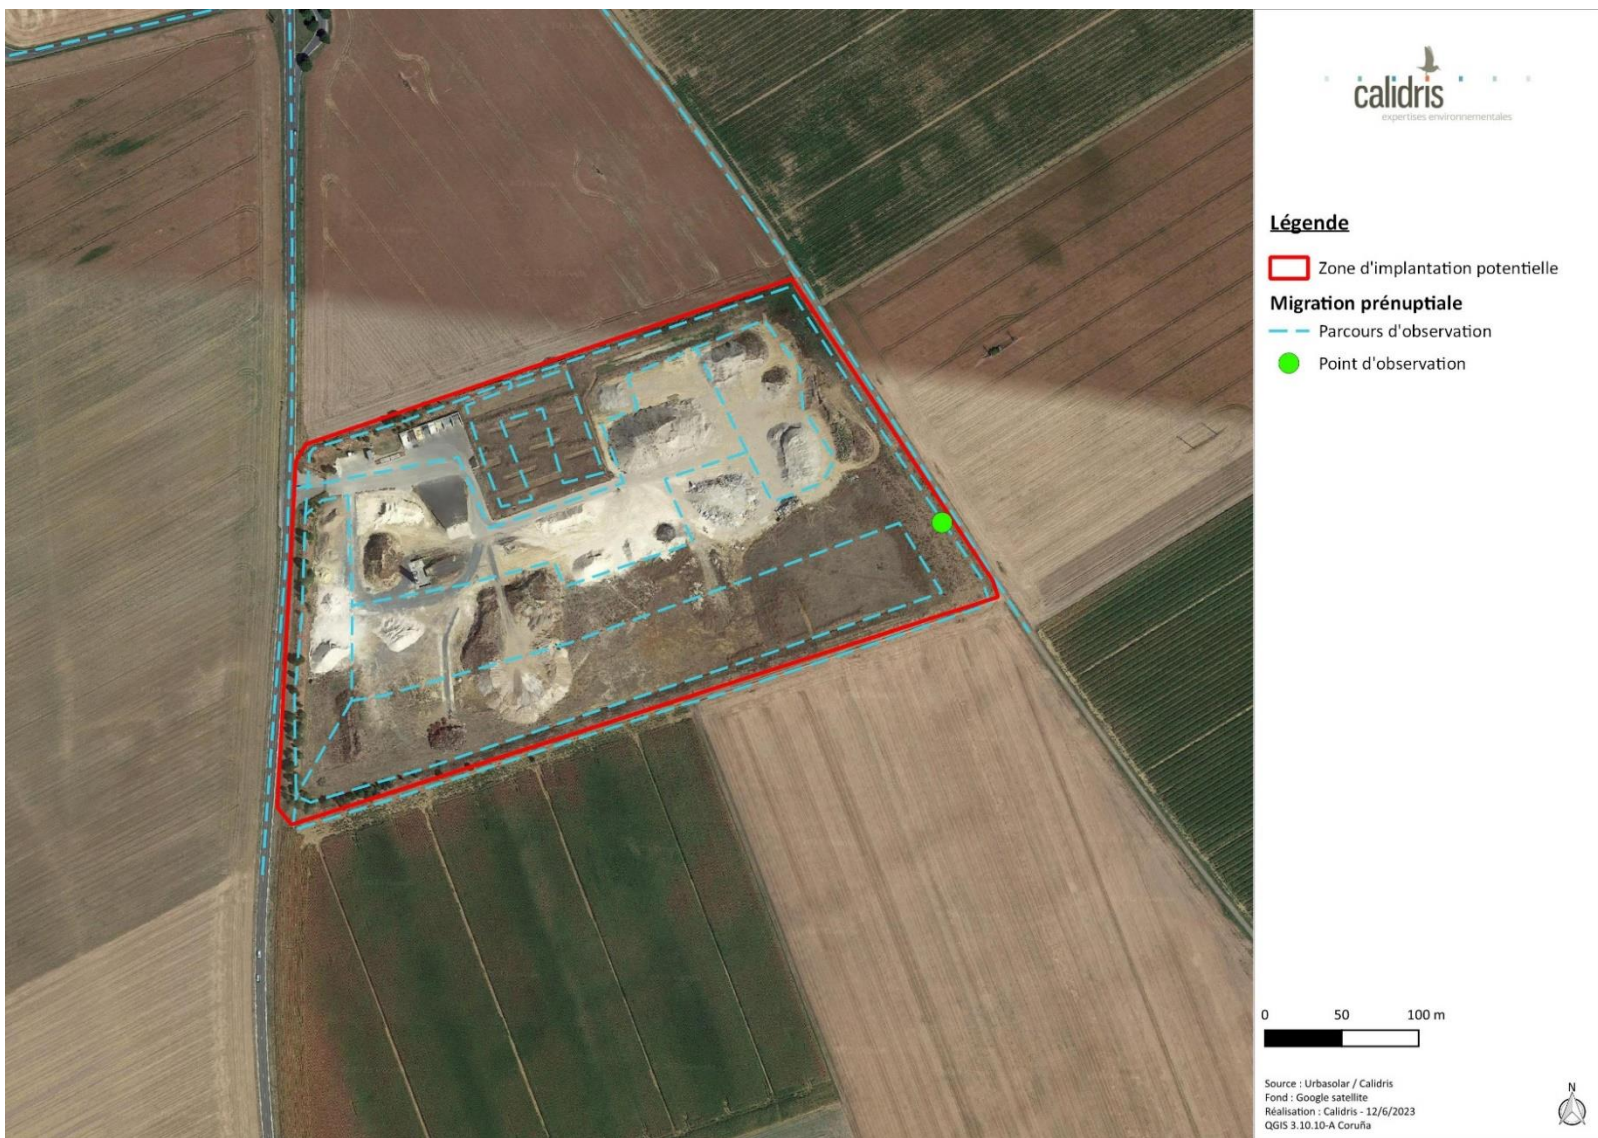 calidris
expertises environnementales
Légende
Zone d'implantation potentielle
Migration prénuptiale
Parcours d'observation
Point d'observation
0 50 100 m
Source : Urbasolar / Calidris
Fond : Google satellite
Réalisation : Calidris - 12/6/2023
QGIS 3.10.10-A Coruña
N